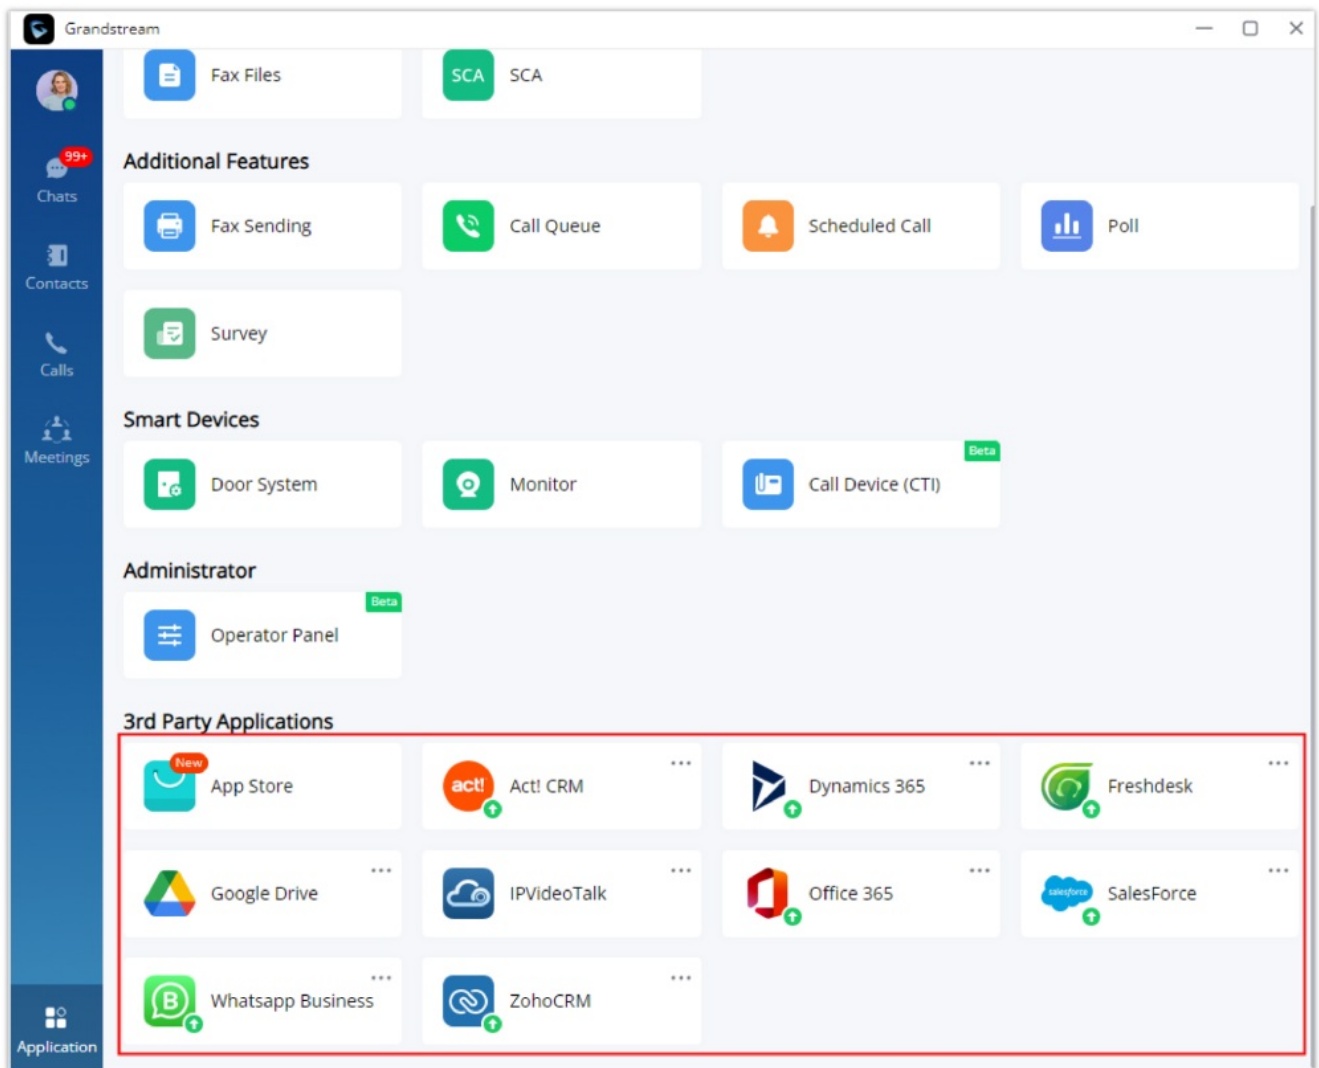 Grandstream
Fax Files
SCA SCA
99+
Chats
Contacts
Calls
Meetings
Application
Additional Features
Fax Sending
Call Queue
Scheduled Call
Poll
Survey
Smart Devices
Door System
Monitor
Beta
Call Device (CTI)
Administrator
Beta
Operator Panel
3rd Party Applications
New
App Store
act! Act! CRM
Dynamics 365
Freshdesk
Google Drive
IPVideoTalk
Office 365
salesforce SalesForce
B Whatsapp Business
ZohoCRM